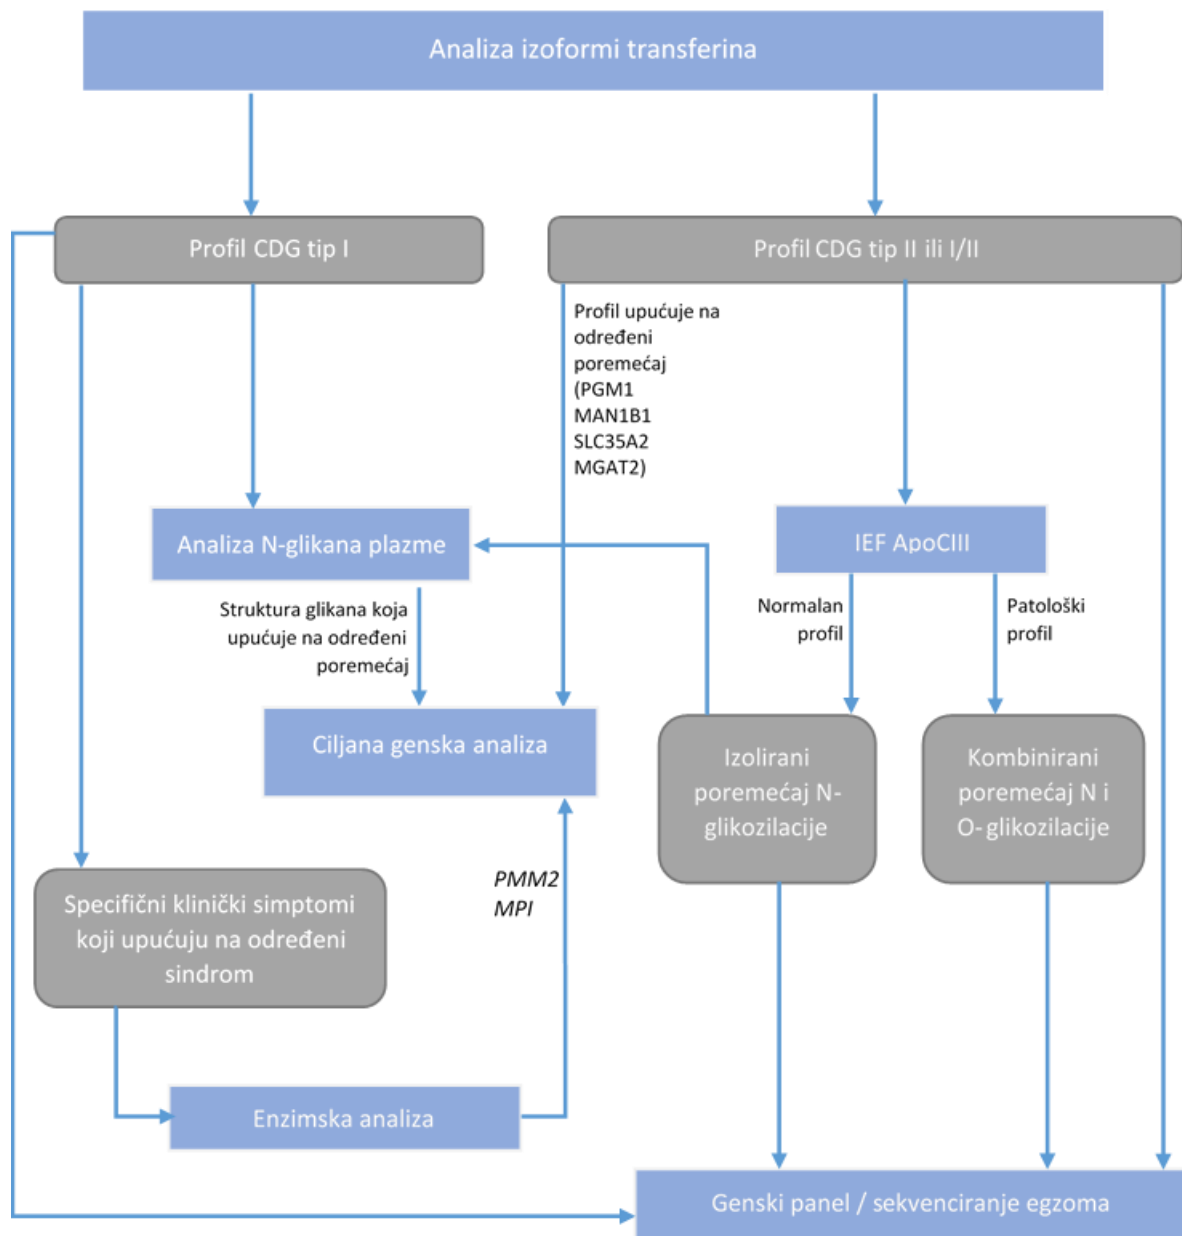 Analiza izoformi transferina
Profil CDG tip I
Profil CDG tip II ili I/II
Profil upućuje na
određeni
poremećaj
(PGM1
MAN1B1
SLC35A2
MGAT2)
Analiza N-glikana plazme
IEF ApoCIII
Struktura glikana koja
upućuje na određeni
poremećaj
Normalan
profil
Patološki
profil
Ciljana genska analiza
Izolirani
poremećaj N-
glikozilacije
Kombinirani
poremećaj N i
O-glikozilacije
PMM2
MPI
Specifični klinički simptomi
koji upućuju na određeni
sindrom
Enzimska analiza
Genski panel / sekvenciranje egzoma